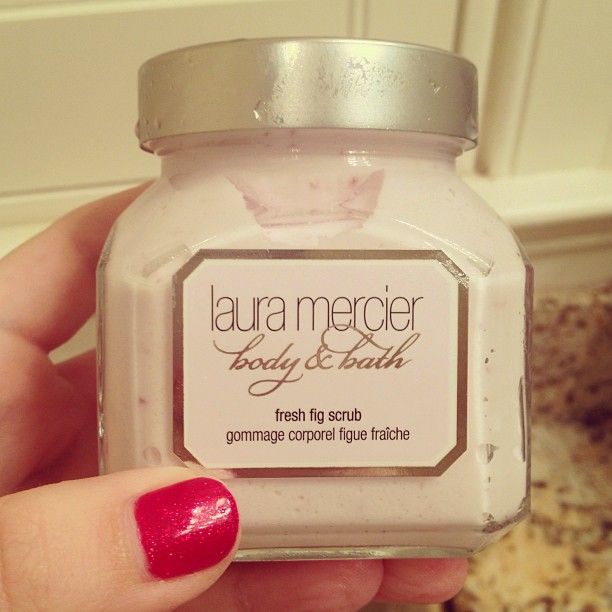 laura mercier
body & bath
fresh fig scrub
gommage corporel figue fraîche